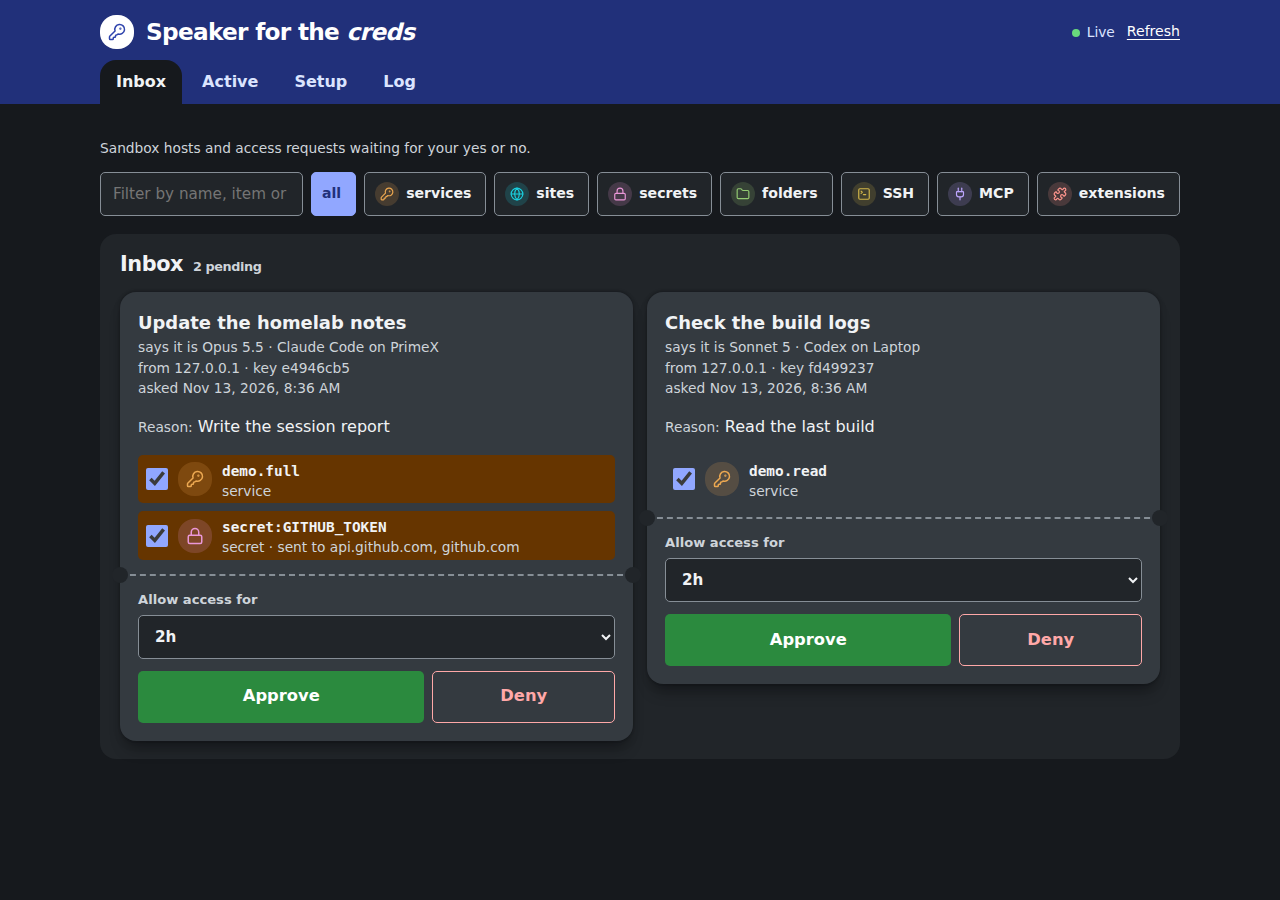 Speaker for the creds
Live Refresh
Inbox Active Setup Log
Sandbox hosts and access requests waiting for your yes or no.
Filter by name, item or all services sites secrets folders SSH MCP extensions
Inbox 2 pending
Update the homelab notes
says it is Opus 5.5 · Claude Code on PrimeX
from 127.0.0.1 · key e4946cb5
asked Nov 13, 2026, 8:36 AM
Reason: Write the session report
demo.full
service
secret:GITHUB_TOKEN
secret · sent to api.github.com, github.com
Allow access for
2h
Approve Deny
Check the build logs
says it is Sonnet 5 · Codex on Laptop
from 127.0.0.1 · key fd499237
asked Nov 13, 2026, 8:36 AM
Reason: Read the last build
demo.read
service
Allow access for
2h
Approve Deny